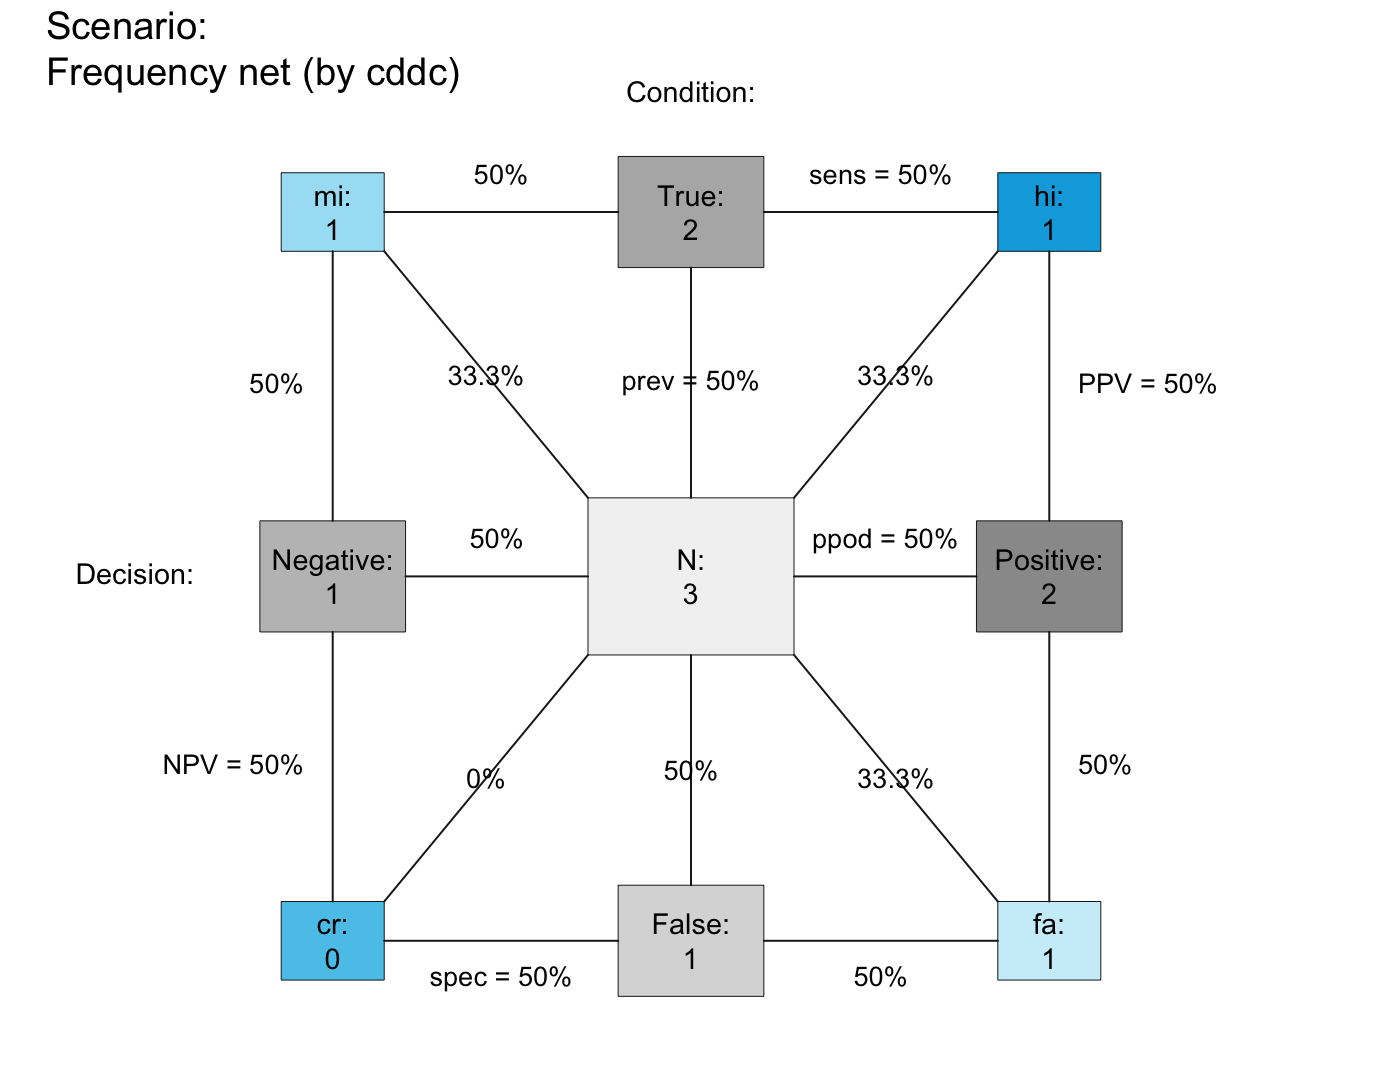 Scenario:
Frequency net (by cddc)
Condition:
mi:
1
50%
True:
2
sens = 50%
hi:
1
50%
33.3%
prev = 50%
33.3%
PPV = 50%
Decision:
Negative:
1
50%
N:
3
ppod = 50%
Positive:
2
NPV = 50%
0%
50%
33.3%
50%
cr:
0
spec = 50%
False:
1
50%
fa:
1